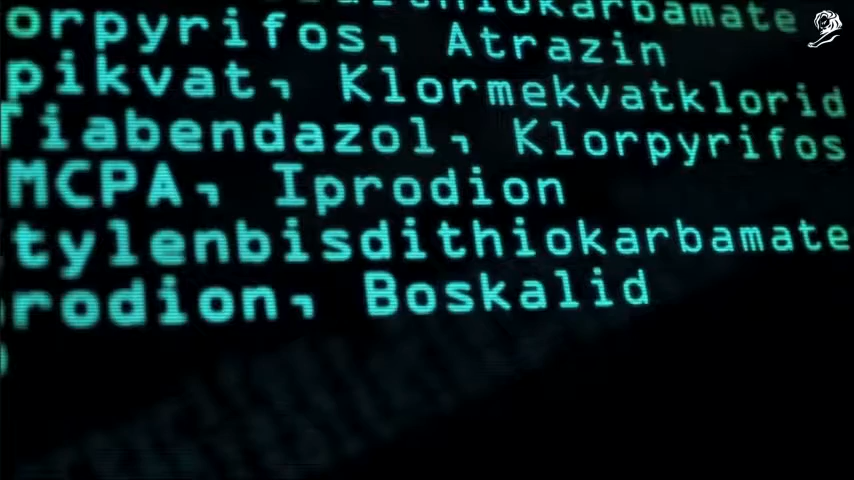 orpyrifos, Atrazin
pikvat, Klormekvatklorid
Tiabendazol, Klorpyrifos
MCPA, Iprodion
tylenbisdithiokarbamate
rodion, Boskalid